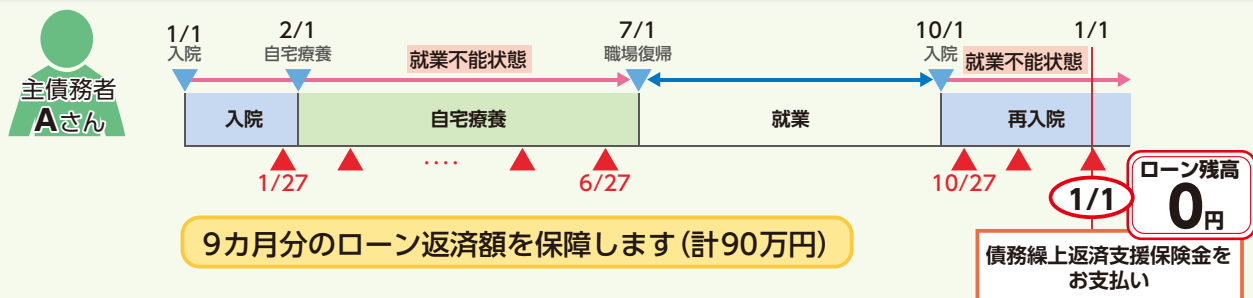 主債務者
Aさん
1/1
入院
2/1
自宅療養
就業不能状態
7/1
職場復帰
10/1
入院
就業不能状態
1/1
入院
自宅療養
就業
再入院
1/27
‥‥
6/27
10/27
1/1
ローン残高
0円
9カ月分のローン返済額を保障します(計90万円)
債務繰上返済支援保険金を
お支払い